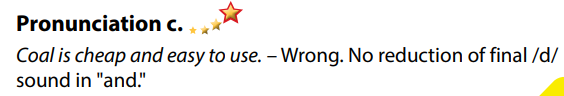 Pronunciation c.
Coal is cheap and easy to use. – Wrong. No reduction of final /d/
sound in "and."